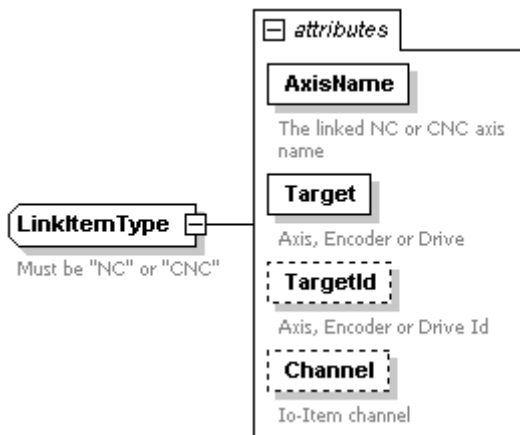 attributes
AxisName
The linked NC or CNC axis
name
Target
Axis, Encoder or Drive
LinkItemType
Must be "NC" or "CNC"
TargetId
Axis, Encoder or Drive Id
Channel
Io-Item channel